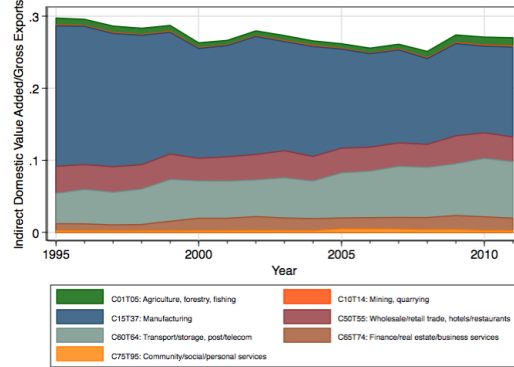 Indirect Domestic Value Added/Gross Exports
.3
.2
.1
0
1995
2000
2005
2010
Year
C01T05: Agriculture, forestry, fishing
C10T14: Mining, quarrying
C15T37: Manufacturing
C50T55: Wholesale/retail trade, hotels/restaurants
C60T64: Transport/storage, post/telecom
C65T74: Finance/real estate/business services
C75T95: Community/social/personal services